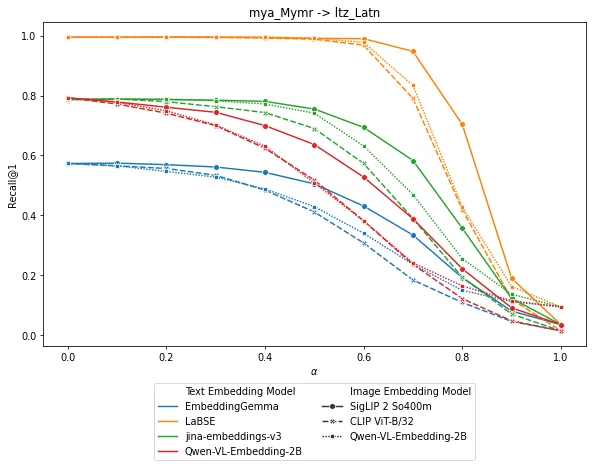 mya_Mymr -> ltz_Latn
Recall@1
1.0
0.8
0.6
0.4
0.2
0.0
0.0 0.2 0.4 0.6 0.8 1.0
α
Text Embedding Model
EmbeddingGemma
LaBSE
jina-embeddings-v3
Qwen-VL-Embedding-2B
Image Embedding Model
SigLIP 2 So400m
CLIP ViT-B/32
Qwen-VL-Embedding-2B